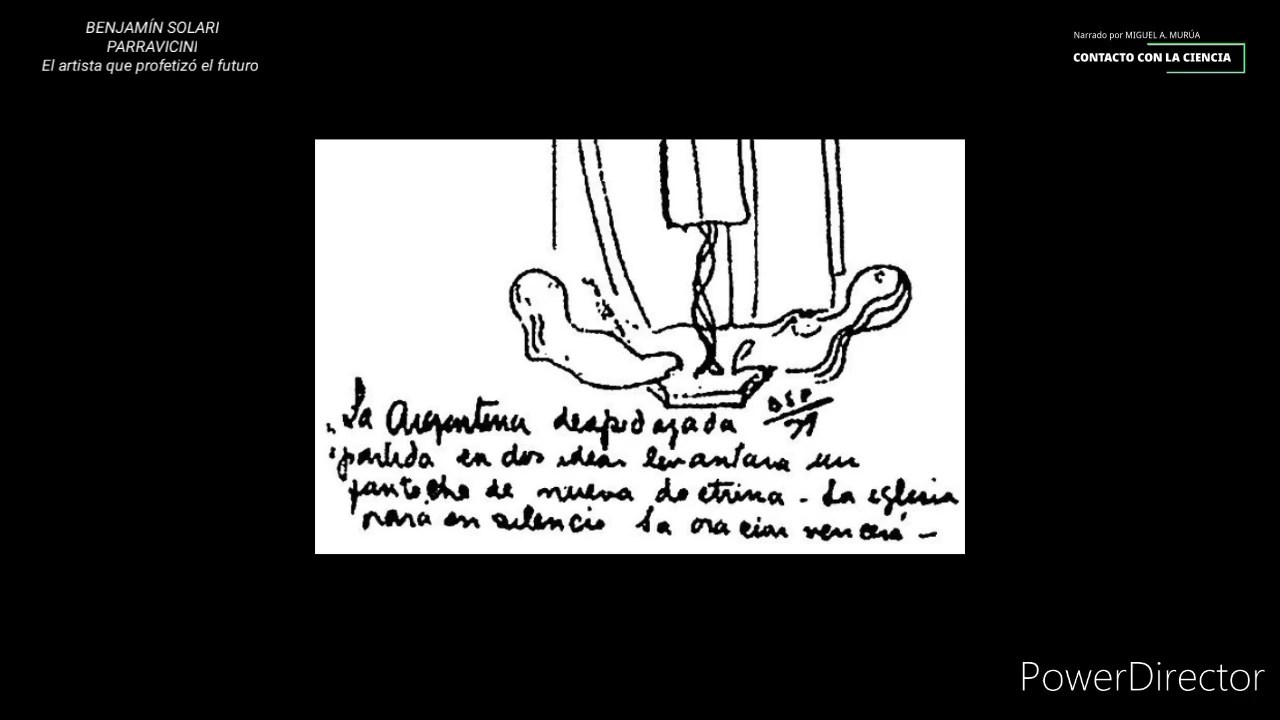 BENJAMÍN SOLARI
PARRAVICINI
El artista que profetizó el futuro
Narrado por MIGUEL A. MURÚA
CONTACTO CON LA CIENCIA
BSP
La Argentina despedazada
partida en dos ideas levantara un
fantoche de nueva doctrina - La iglesia
rara en silencio la oracion vencerá -
PowerDirector